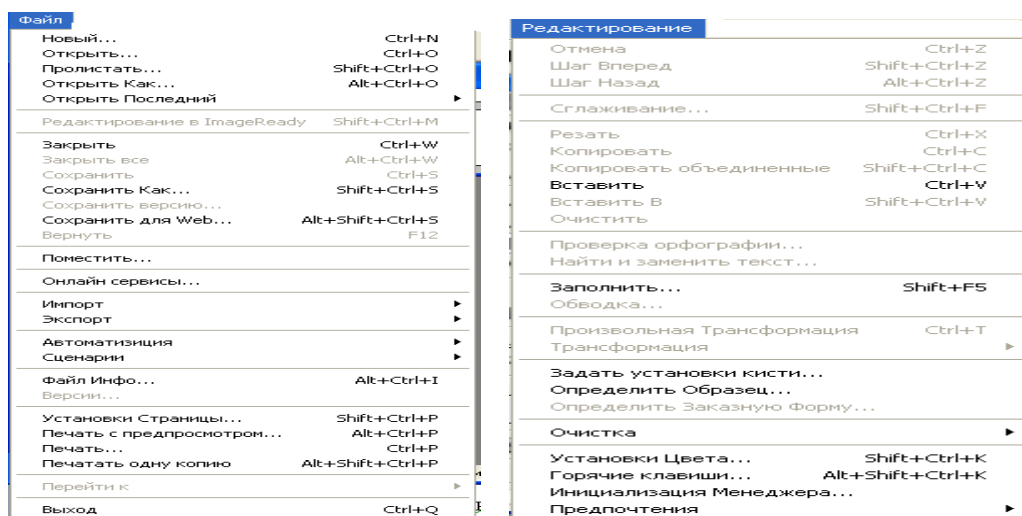 Файл
Новый... Ctrl+N
Открыть... Ctrl+O
Пролистать... Shift+Ctrl+O
Открыть Как... Alt+Ctrl+O
Открыть Последний
Редактирование в ImageReady Shift+Ctrl+M
Закрыть Ctrl+W
Закрыть все Alt+Ctrl+W
Сохранить Ctrl+S
Сохранить Как... Shift+Ctrl+S
Сохранить версию...
Сохранить для Web... Alt+Shift+Ctrl+S
Вернуть F12
Поместить...
Онлайн сервисы...
Импорт
Экспорт
Автоматизиция
Сценарии
Файл Инфо... Alt+Ctrl+I
Версии...
Установки Страницы... Shift+Ctrl+P
Печать с предпросмотром... Alt+Ctrl+P
Печать... Ctrl+P
Печатать одну копию Alt+Shift+Ctrl+P
Перейти к
Выход Ctrl+Q
Редактирование
Отмена Ctrl+Z
Шаг Вперед Shift+Ctrl+Z
Шаг Назад Alt+Ctrl+Z
Сглаживание... Shift+Ctrl+F
Резать Ctrl+X
Копировать Ctrl+C
Копировать объединенные Shift+Ctrl+C
Вставить Ctrl+V
Вставить В Shift+Ctrl+V
Очистить
Проверка орфографии...
Найти и заменить текст...
Заполнить... Shift+F5
Обводка...
Произвольная Трансформация Ctrl+T
Трансформация
Задать установки кисти...
Определить Образец...
Определить Заказную Форму...
Очистка
Установки Цвета... Shift+Ctrl+K
Горячие клавиши... Alt+Shift+Ctrl+K
Инициализация Менеджера...
Предпочтения